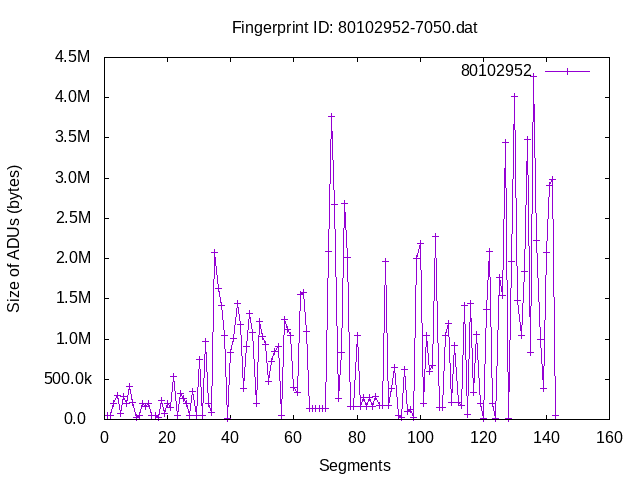 Fingerprint ID: 80102952-7050.dat
80102952
4.5M
4.0M
3.5M
3.0M
2.5M
2.0M
1.5M
1.0M
500.0k
0.0
Size of ADUs (bytes)
0 20 40 60 80 100 120 140 160
Segments